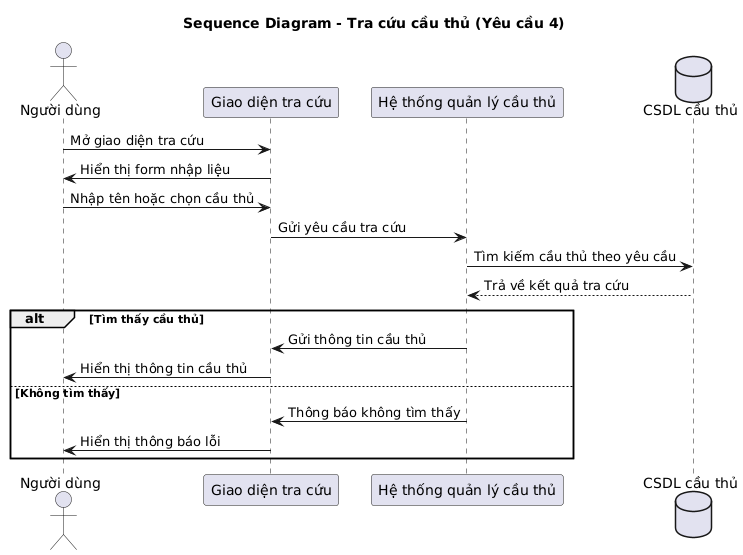 Sequence Diagram - Tra cứu cầu thủ (Yêu cầu 4)
Người dùng
Giao diện tra cứu
Hệ thống quản lý cầu thủ
CSDL cầu thủ
Mở giao diện tra cứu
Hiển thị form nhập liệu
Nhập tên hoặc chọn cầu thủ
Gửi yêu cầu tra cứu
Tìm kiếm cầu thủ theo yêu cầu
Trả về kết quả tra cứu
alt [Tìm thấy cầu thủ]
Gửi thông tin cầu thủ
Hiển thị thông tin cầu thủ
[Không tìm thấy]
Thông báo không tìm thấy
Hiển thị thông báo lỗi
Người dùng
Giao diện tra cứu
Hệ thống quản lý cầu thủ
CSDL cầu thủ